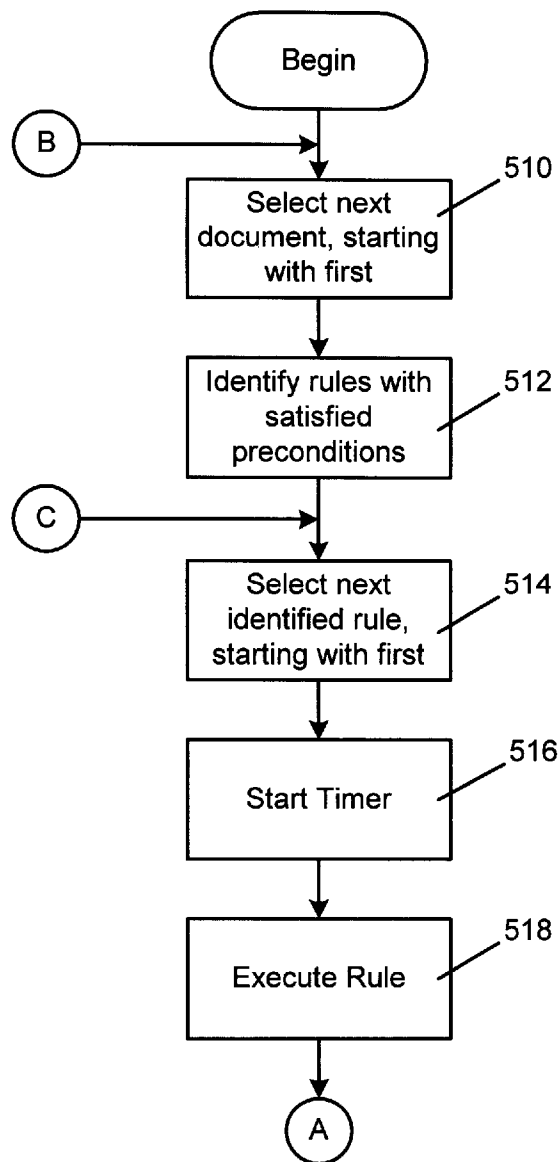 Begin
B
510
Select next
document, starting
with first
512
Identify rules with
satisfied
preconditions
C
514
Select next
identified rule,
starting with first
516
Start Timer
518
Execute Rule
A